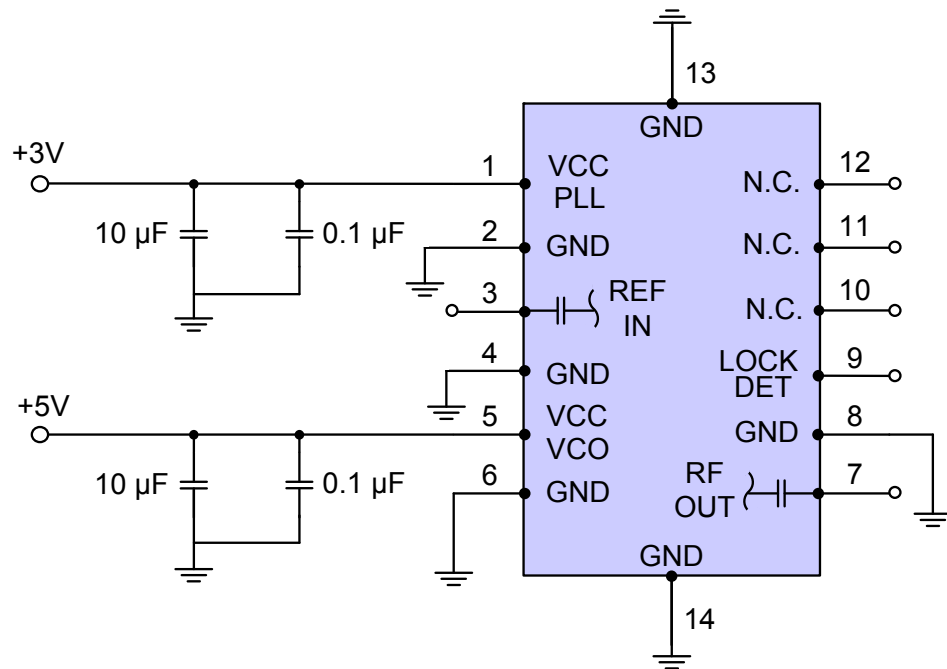 13
GND
+3V
1
VCC
PLL
10 µF
0.1 µF
2
GND
3
REF
IN
4
GND
+5V
5
VCC
VCO
10 µF
0.1 µF
6
GND
N.C.
12
N.C.
11
N.C.
10
LOCK
DET
9
GND
8
RF
OUT
7
GND
14